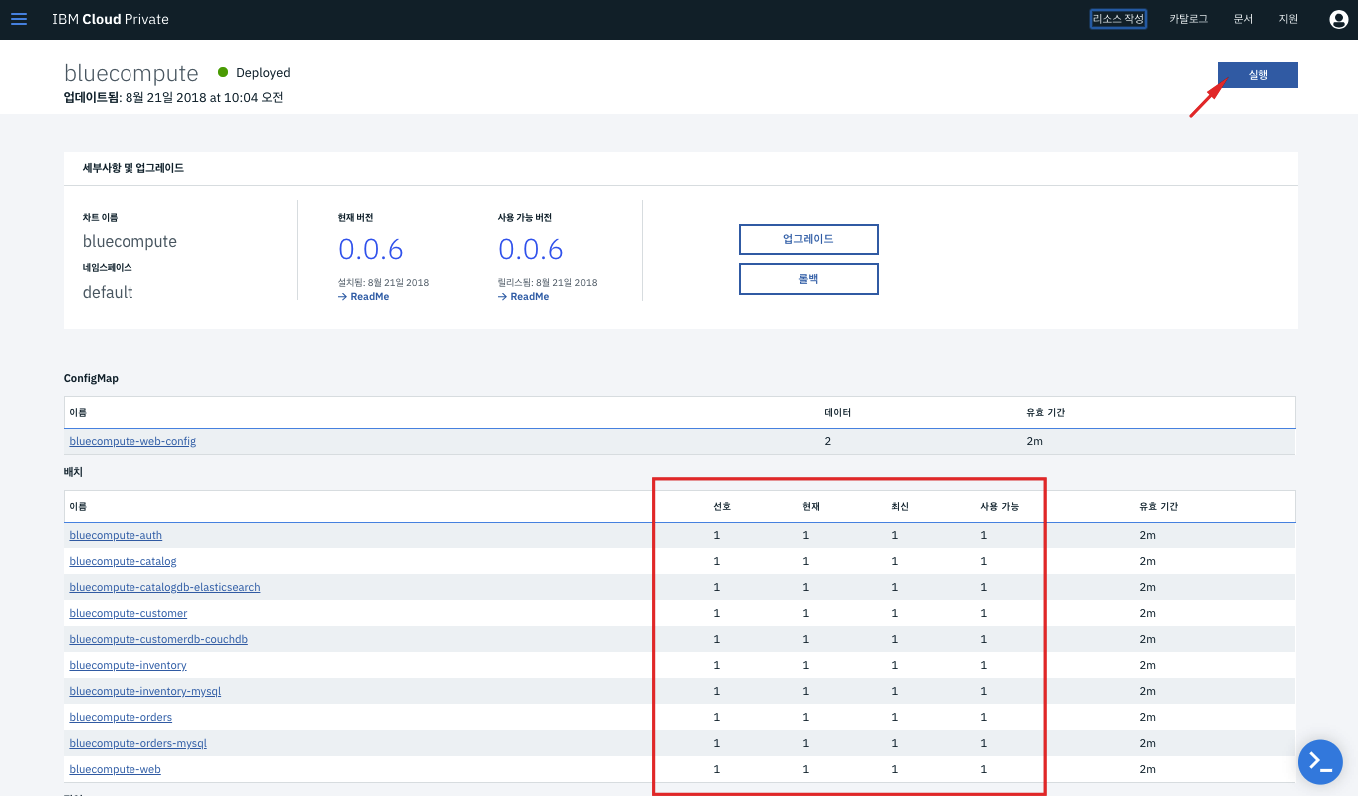 IBM Cloud Private 리소스 작성 카탈로그 문서 지원
bluecompute Deployed 실행
업데이트됨: 8월 21일 2018 at 10:04 오전
세부사항 및 업그레이드
차트 이름 현재 버전 사용 가능 버전
bluecompute 0.0.6 0.0.6 업그레이드
네임스페이스
default 설치됨: 8월 21일 2018 릴리스됨: 8월 21일 2018 롤백
→ ReadMe → ReadMe
ConfigMap
이름 데이터 유효 기간
bluecompute-web-config 2 2m
배치
이름 선호 현재 최신 사용 가능 유효 기간
bluecompute-auth 1 1 1 1 2m
bluecompute-catalog 1 1 1 1 2m
bluecompute-catalogdb-elasticsearch 1 1 1 1 2m
bluecompute-customer 1 1 1 1 2m
bluecompute-customerdb-couchdb 1 1 1 1 2m
bluecompute-inventory 1 1 1 1 2m
bluecompute-inventory-mysql 1 1 1 1 2m
bluecompute-orders 1 1 1 1 2m
bluecompute-orders-mysql 1 1 1 1 2m
bluecompute-web 1 1 1 1 2m